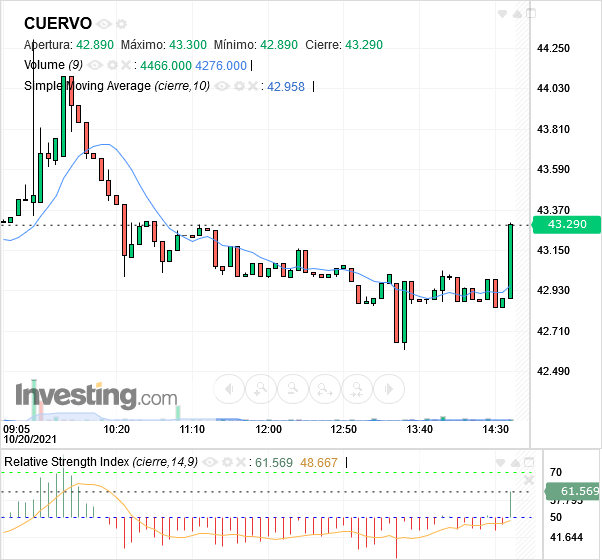 CUERVO
Apertura: 42.890 Máximo: 43.300 Mínimo: 42.890 Cierre: 43.290
Volume (9) : 4466.000 4276.000
Simple Moving Average (cierre,10) : 42.958
44.250
44.030
43.810
43.590
43.370
43.290
43.150
42.930
42.710
42.490
Investing.com
09:05 10:20 11:10 12:00 12:50 13:40 14:30
10/20/2021
Relative Strength Index (cierre,14,9) : 61.569 48.667
70
61.569
57.795
50
41.644